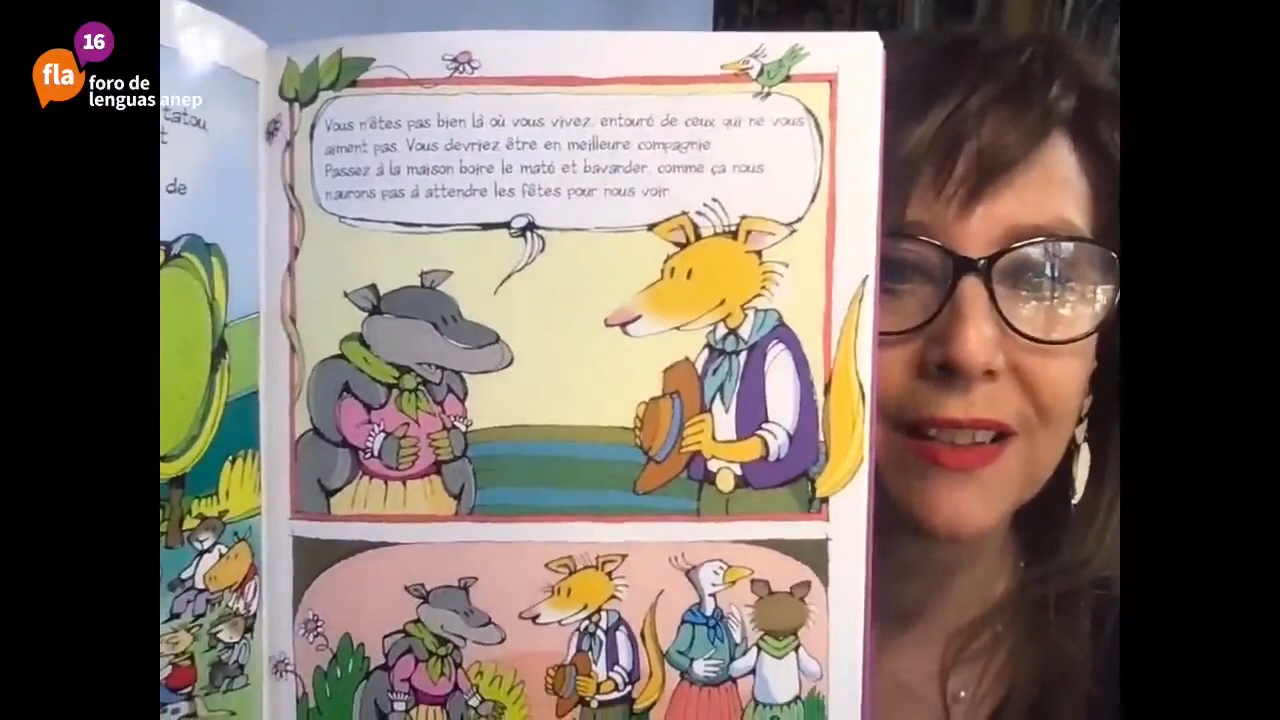 16
fla
foro de
lenguas anep
tatou,
t
de
Vous n'êtes pas bien là où vous vivez, entouré de ceux qui ne vous
aiment pas. Vous devriez être en meilleure compagnie.
Passez à la maison boire le maté et bavarder, comme ça nous
n'aurons pas à attendre les fêtes pour nous voir.